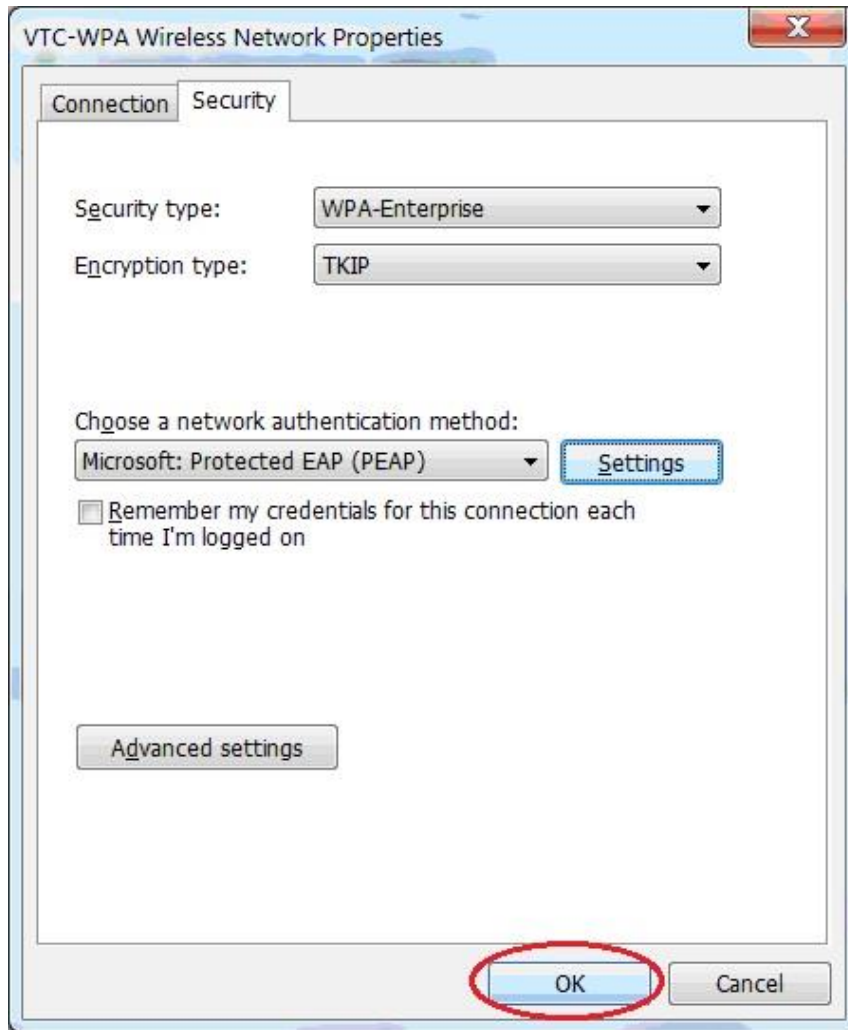 VTC-WPA Wireless Network Properties
Connection
Security
Security type:
WPA-Enterprise
Encryption type:
TKIP
Choose a network authentication method:
Microsoft: Protected EAP (PEAP)
Settings
Remember my credentials for this connection each
time I'm logged on
Advanced settings
OK
Cancel